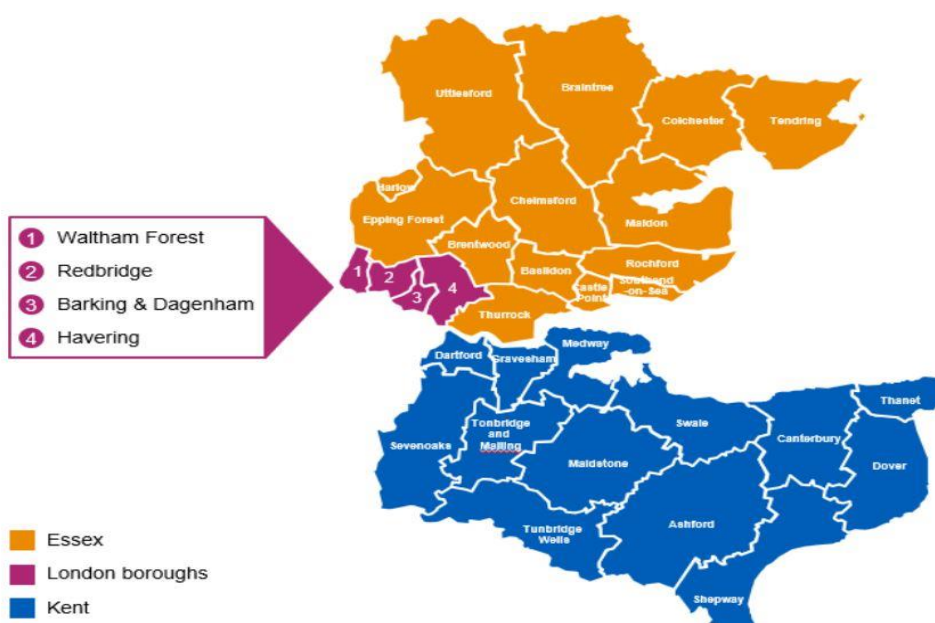 Uttlesford
Braintree
Colchester
Tendring
Harlow
Epping Forest
Chelmsford
Maldon
Brentwood
Basildon
Rochford
Castle
Point
Southend
-on-Sea
Thurrock
1 Waltham Forest
2 Redbridge
3 Barking & Dagenham
4 Havering
1
2
3
4
Dartford
Gravesham
Medway
Sevenoaks
Tonbridge
and
Malling
Maidstone
Swale
Canterbury
Thanet
Dover
Tunbridge
Wells
Ashford
Shepway
Essex
London boroughs
Kent